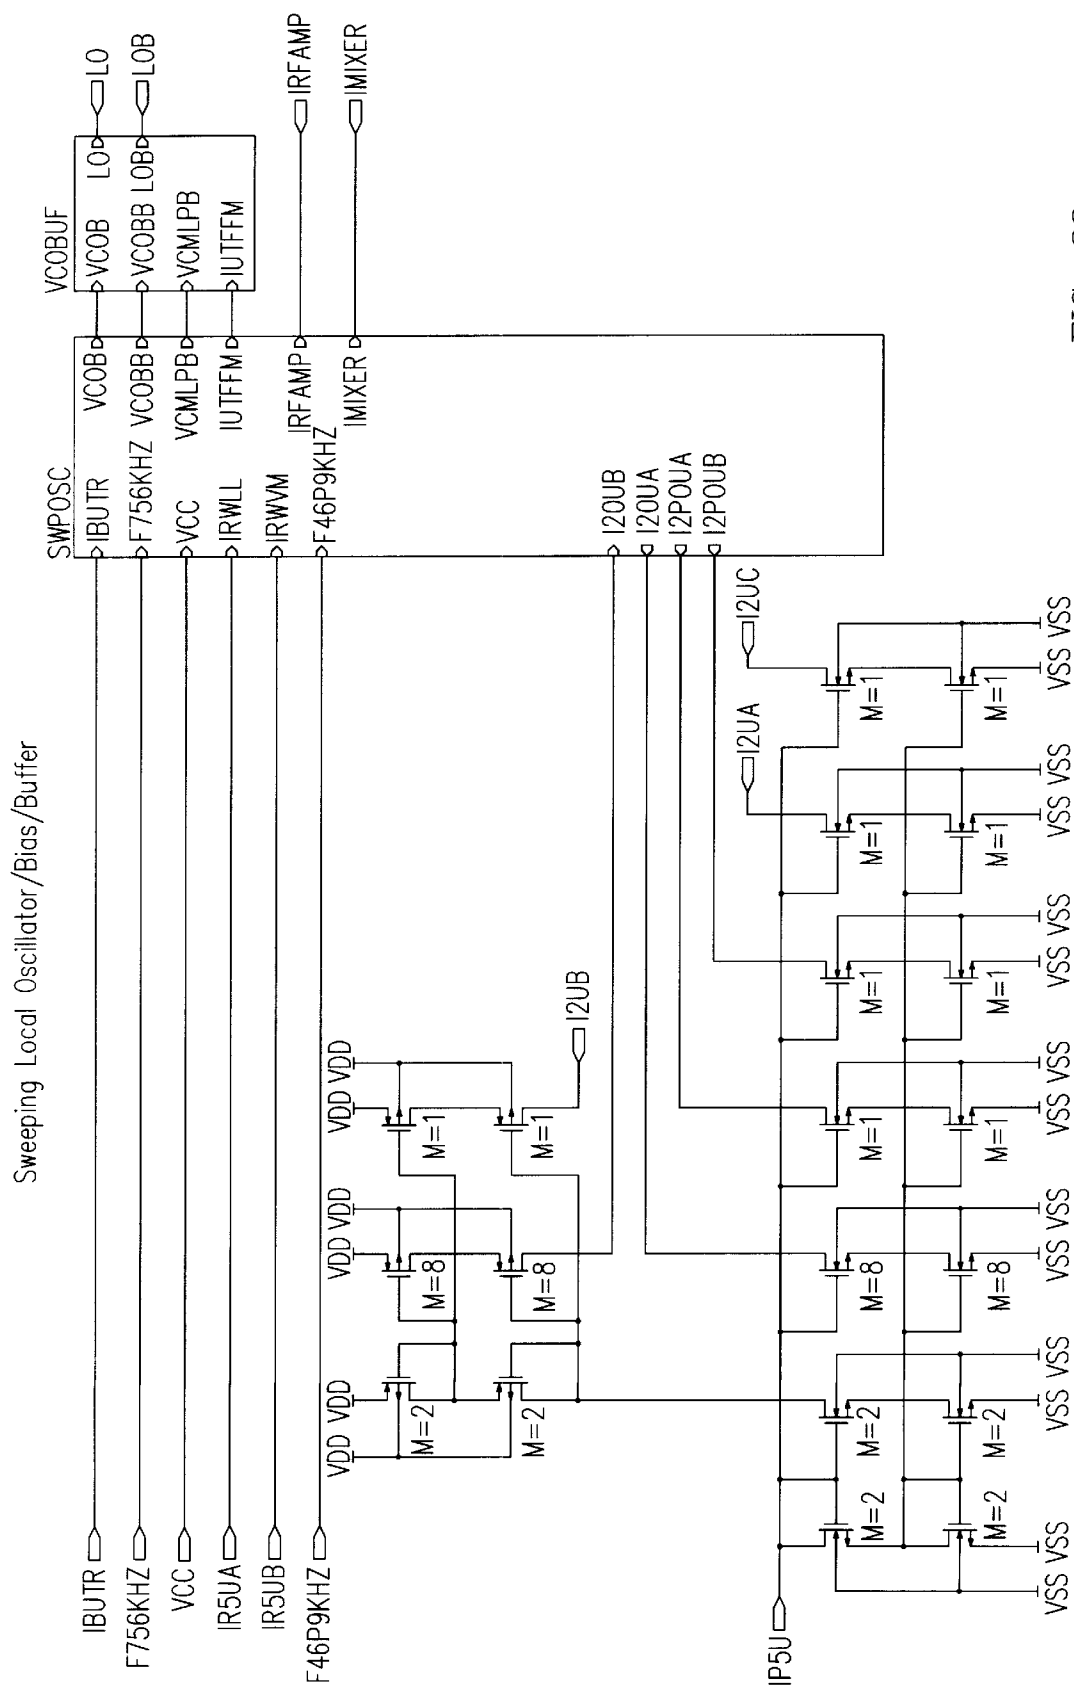 Sweeping Local Oscillator/Bias/Buffer
SWPOSC
VCOBUF
IBUTR
IBUTR
VCOB
VCOB
LO
LO
F756KHZ
F756KHZ
VCOBB
VCOBB
LOB
LOB
VCC
VCC
VCMLPB
VCMLPB
IR5UA
IRWLL
IUTFFM
IUTFFM
IR5UB
IRWVM
IRFAMP
IRFAMP
F46P9KHZ
F46P9KHZ
IMIXER
IMIXER
VDD VDD
VDD VDD
VDD VDD
M=2
M=8
M=1
M=2
M=8
M=1
I2UB
I20UB
I20UA
I2P0UA
I2P0UB
I2UA
I2UC
IP5U
M=2
M=2
M=8
M=1
M=1
M=1
M=1
M=2
M=2
M=8
M=1
M=1
M=1
M=1
VSS VSS
VSS VSS
VSS VSS
VSS VSS
VSS VSS
VSS VSS
VSS VSS